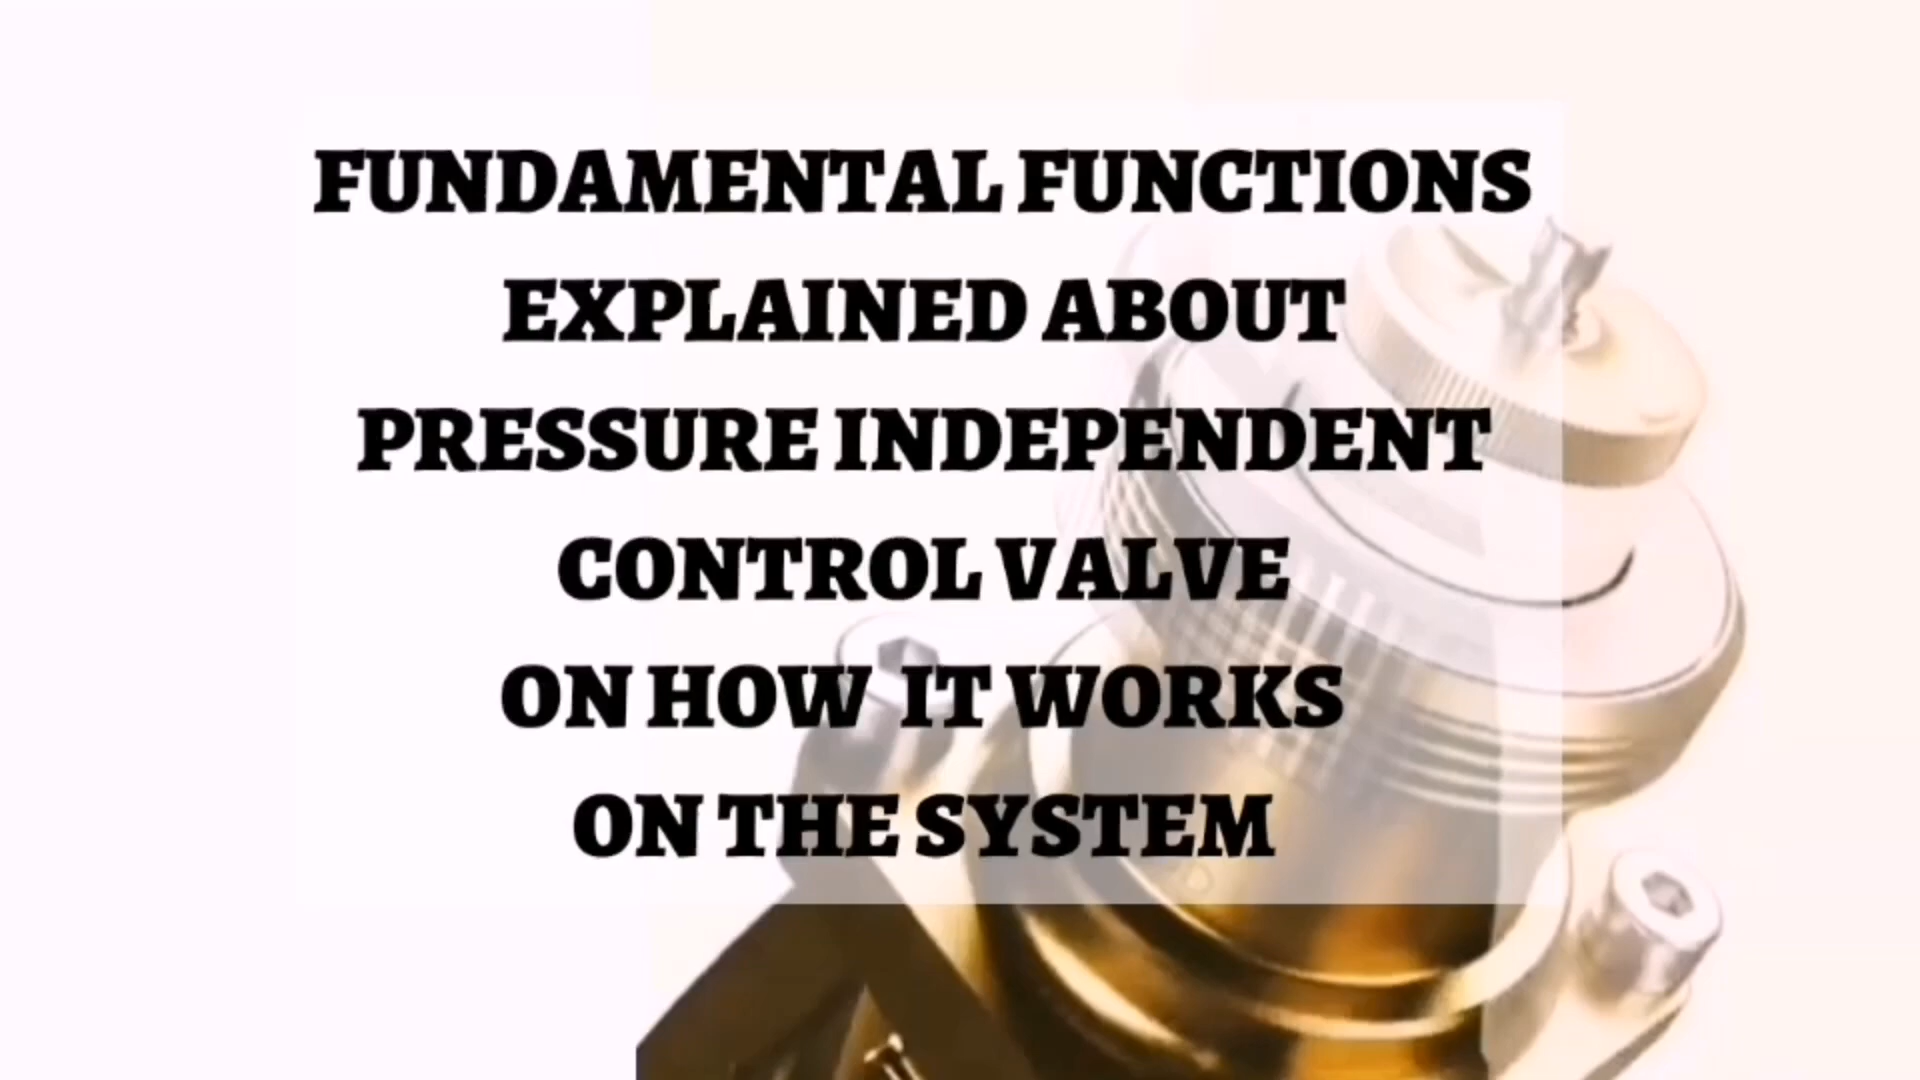 FUNDAMENTAL FUNCTIONS
EXPLAINED ABOUT
PRESSURE INDEPENDENT
CONTROL VALVE
ON HOW IT WORKS
ON THE SYSTEM